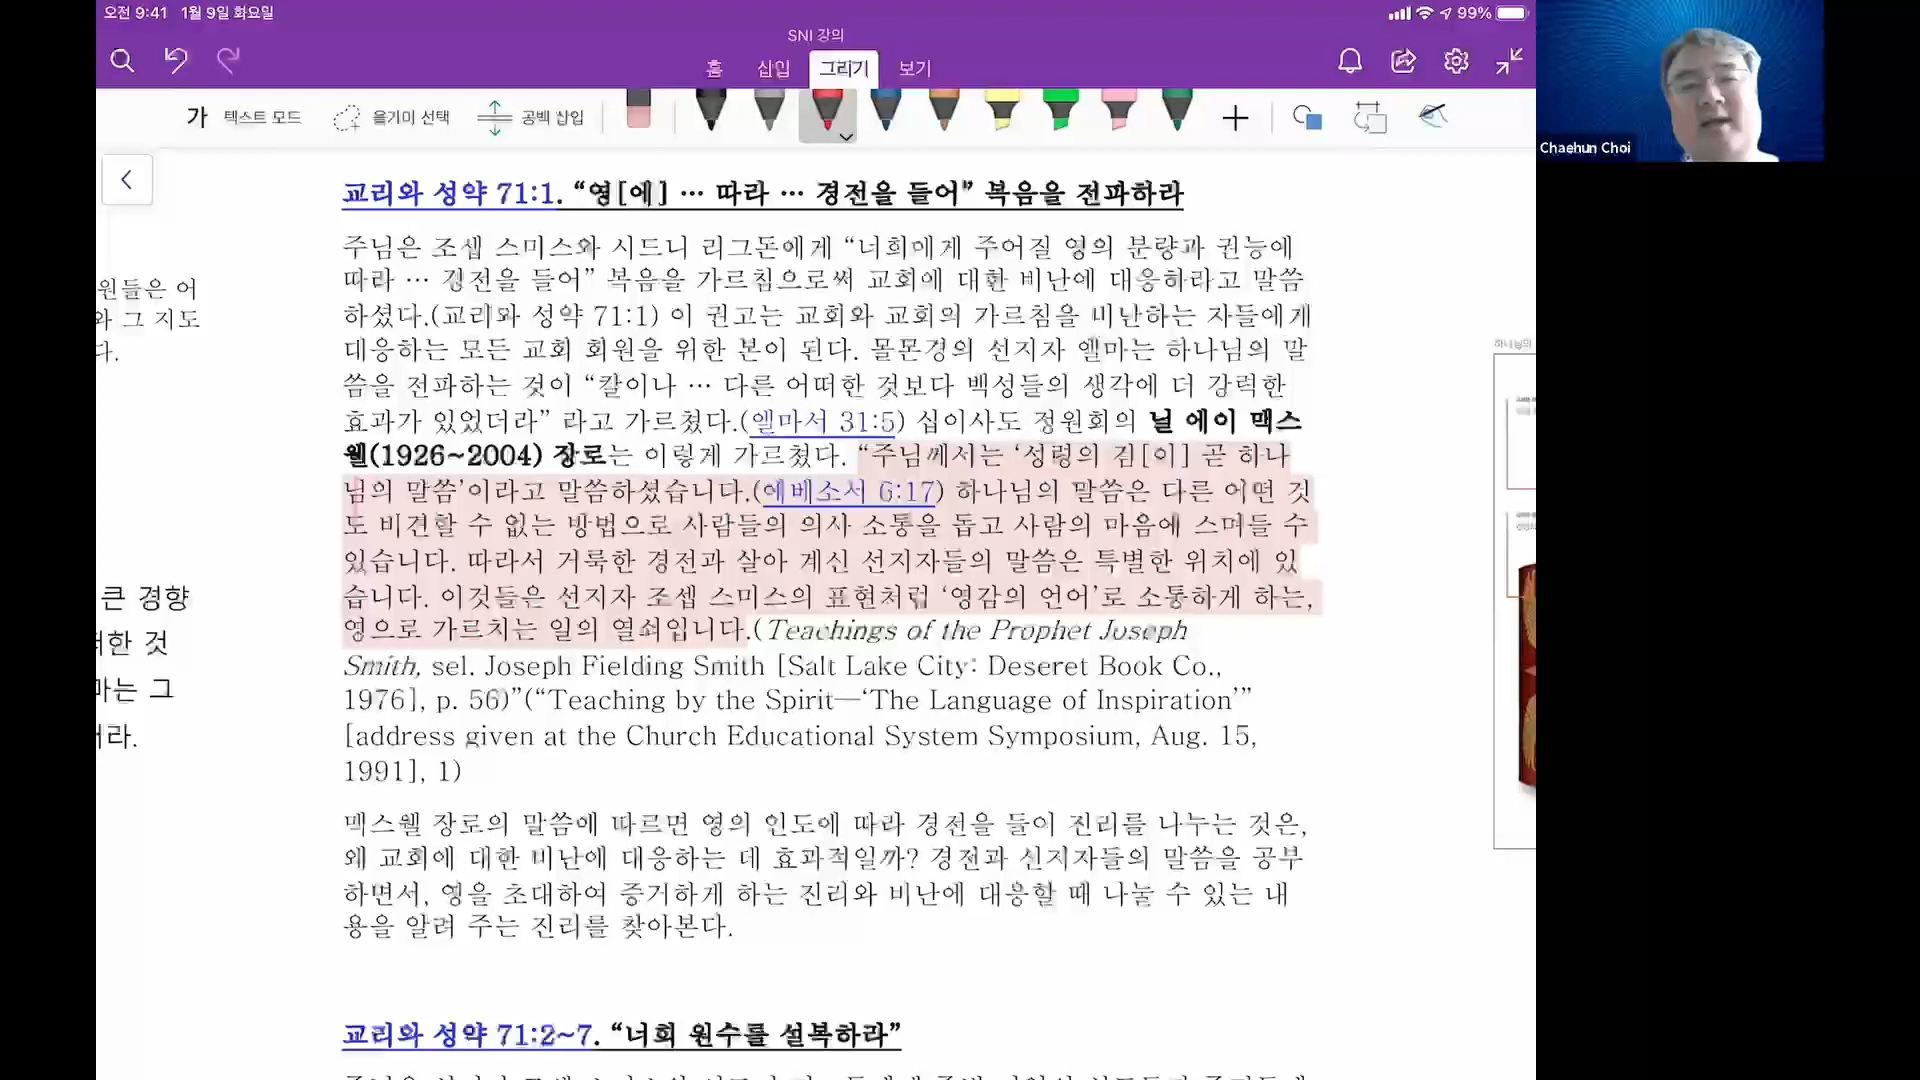 오전 9:41 1월 9일 화요일
99%
SNI 강의
홈 삽입 그리기 보기
가 텍스트 모드 올가미 선택 공백 삽입
Chaehun Choi
원들은 어
와 그 지도
다.
큰 경향
떠한 것
마는 그
라.
교리와 성약 71:1. “영[에] … 따라 … 경전을 들어” 복음을 전파하라
주님은 조셉 스미스와 시드니 리그돈에게 “너희에게 주어질 영의 분량과 권능에
따라 … 경전을 들어” 복음을 가르침으로써 교회에 대한 비난에 대응하라고 말씀
하셨다.(교리와 성약 71:1) 이 권고는 교회와 교회의 가르침을 비난하는 자들에게
대응하는 모든 교회 회원을 위한 본이 된다. 몰몬경의 선지자 앨마는 하나님의 말
씀을 전파하는 것이 “칼이나 … 다른 어떠한 것보다 백성들의 생각에 더 강력한
효과가 있었더라” 라고 가르쳤다.(앨마서 31:5) 십이사도 정원회의 닐 에이 맥스
웰(1926~2004) 장로는 이렇게 가르쳤다. “주님께서는 ‘성령의 검[이] 곧 하나
님의 말씀’이라고 말씀하셨습니다.(에베소서 6:17) 하나님의 말씀은 다른 어떤 것
도 비견할 수 없는 방법으로 사람들의 의사 소통을 돕고 사람의 마음에 스며들 수
있습니다. 따라서 거룩한 경전과 살아 계신 선지자들의 말씀은 특별한 위치에 있
습니다. 이것들은 선지자 조셉 스미스의 표현처럼 ‘영감의 언어’로 소통하게 하는,
영으로 가르치는 일의 열쇠입니다.(Teachings of the Prophet Joseph
Smith, sel. Joseph Fielding Smith [Salt Lake City: Deseret Book Co.,
1976], p. 56)”(“Teaching by the Spirit—‘The Language of Inspiration’”
[address given at the Church Educational System Symposium, Aug. 15,
1991], 1)
맥스웰 장로의 말씀에 따르면 영의 인도에 따라 경전을 들어 진리를 나누는 것은,
왜 교회에 대한 비난에 대응하는 데 효과적일까? 경전과 선지자들의 말씀을 공부
하면서, 영을 초대하여 증거하게 하는 진리와 비난에 대응할 때 나눌 수 있는 내
용을 알려 주는 진리를 찾아본다.
교리와 성약 71:2~7. “너희 원수를 설복하라”